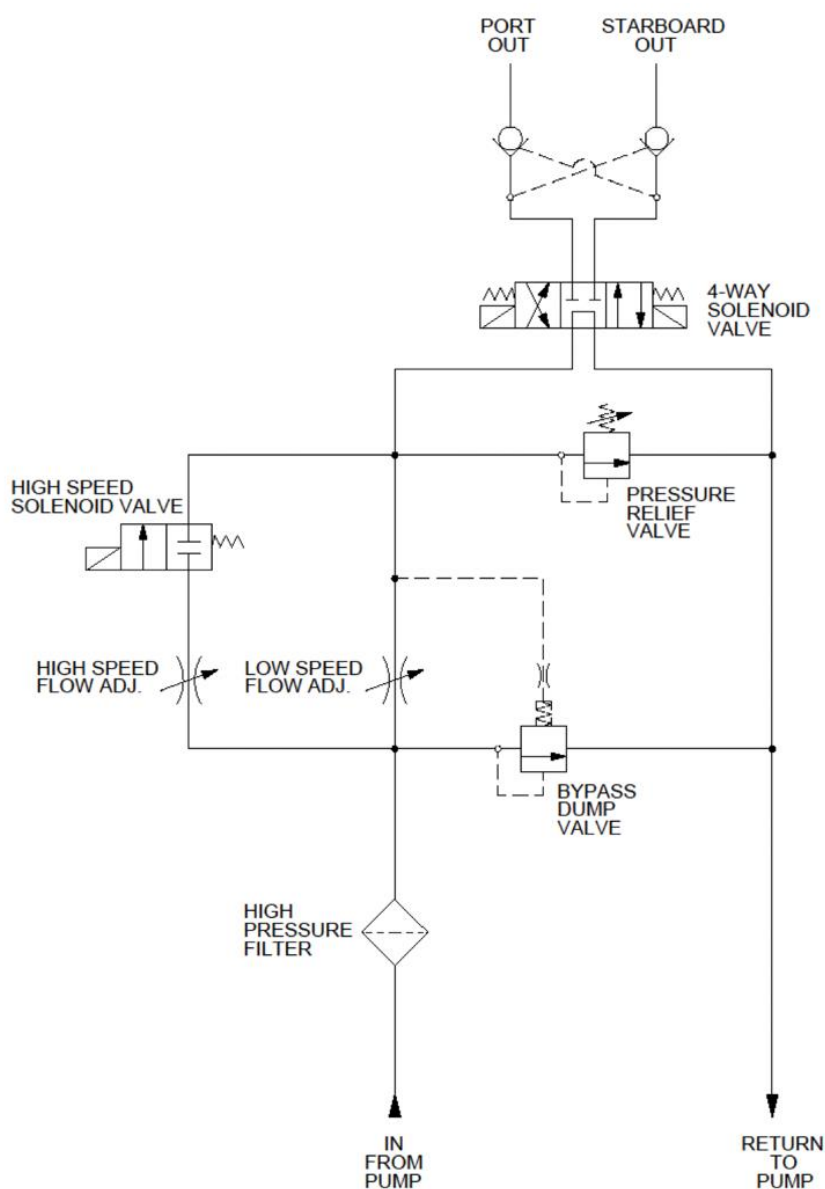 PORT
OUT
STARBOARD
OUT
4-WAY
SOLENOID
VALVE
HIGH SPEED
SOLENOID VALVE
PRESSURE
RELIEF
VALVE
HIGH SPEED
FLOW ADJ.
LOW SPEED
FLOW ADJ.
BYPASS
DUMP
VALVE
HIGH
PRESSURE
FILTER
IN
FROM
PUMP
RETURN
TO
PUMP